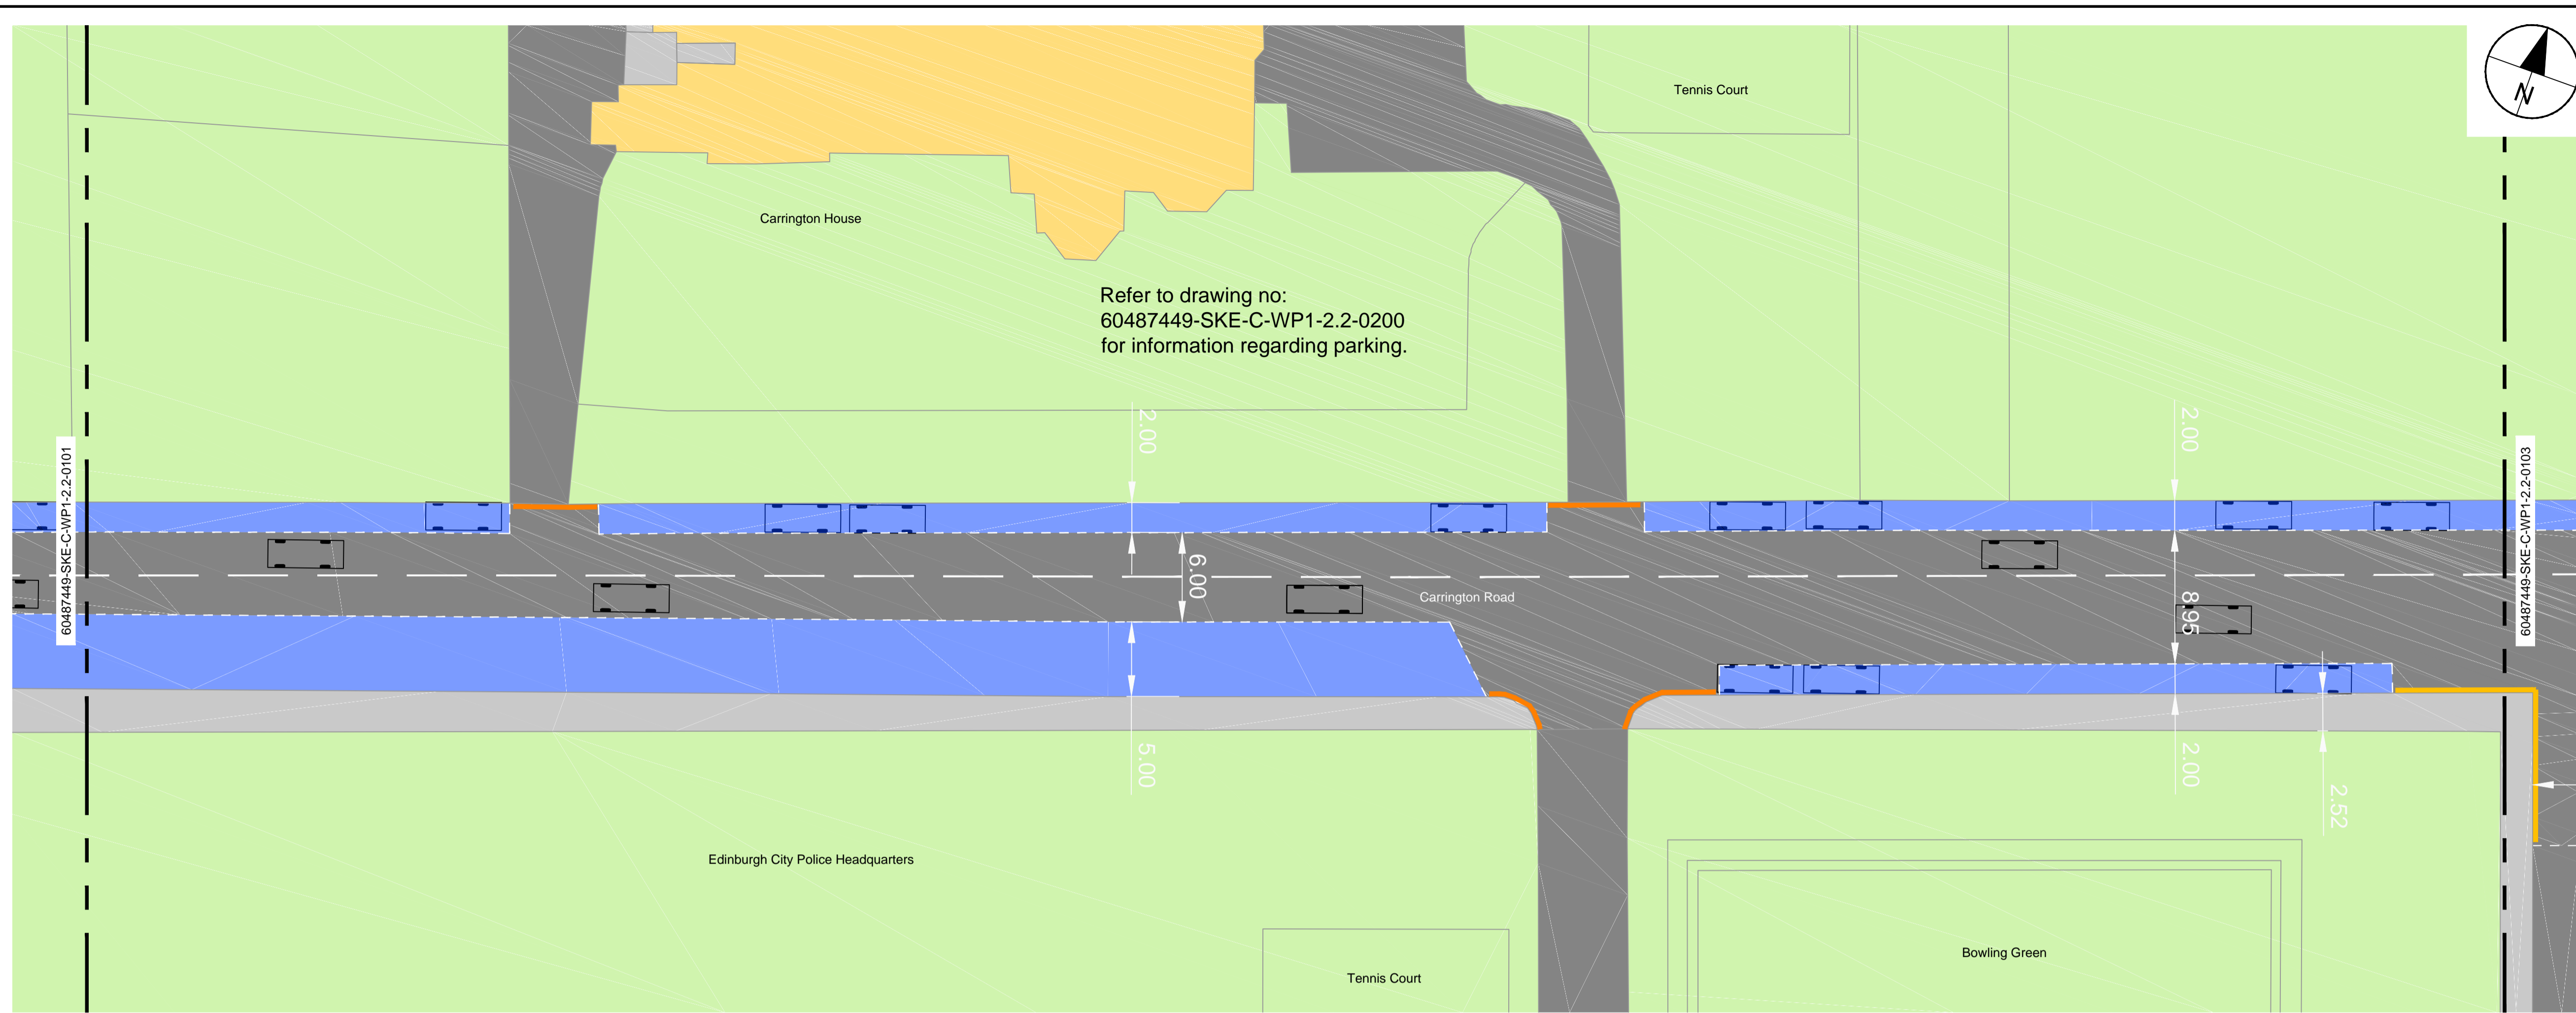 Tennis Court
N
Carrington House
Refer to drawing no:
60487449-SKE-C-WP1-2.2-0200
for information regarding parking.
2.00
2.00
60487449-SKE-C-WP1-2.2-0101
60487449-SKE-C-WP1-2.2-0103
6.00
Carrington Road
8.95
5.00
2.00
2.52
Edinburgh City Police Headquarters
Bowling Green
Tennis Court